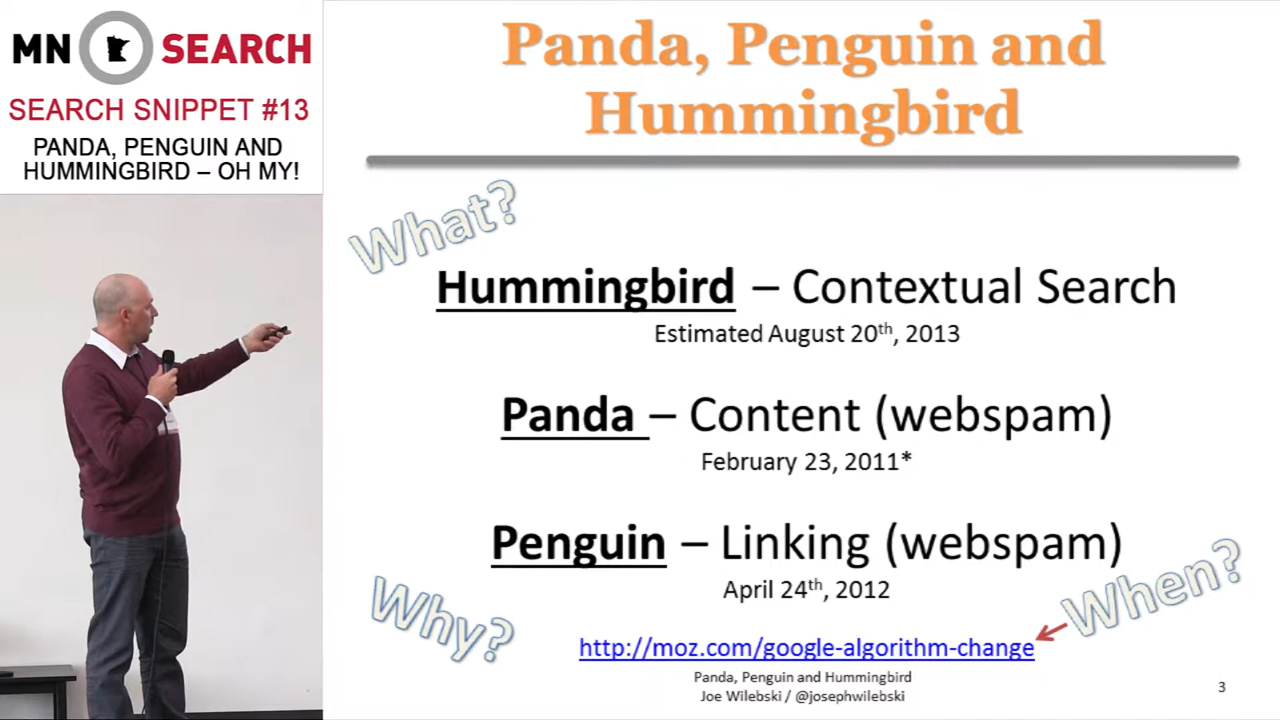 MN SEARCH
SEARCH SNIPPET #13
PANDA, PENGUIN AND
HUMMINGBIRD – OH MY!
Panda, Penguin and
Hummingbird
What?
Hummingbird – Contextual Search
Estimated August 20th, 2013
Panda – Content (webspam)
February 23, 2011*
Penguin – Linking (webspam)
April 24th, 2012
Why?
When?
http://moz.com/google-algorithm-change
Panda, Penguin and Hummingbird
Joe Wilebski / @josephwilebski
3